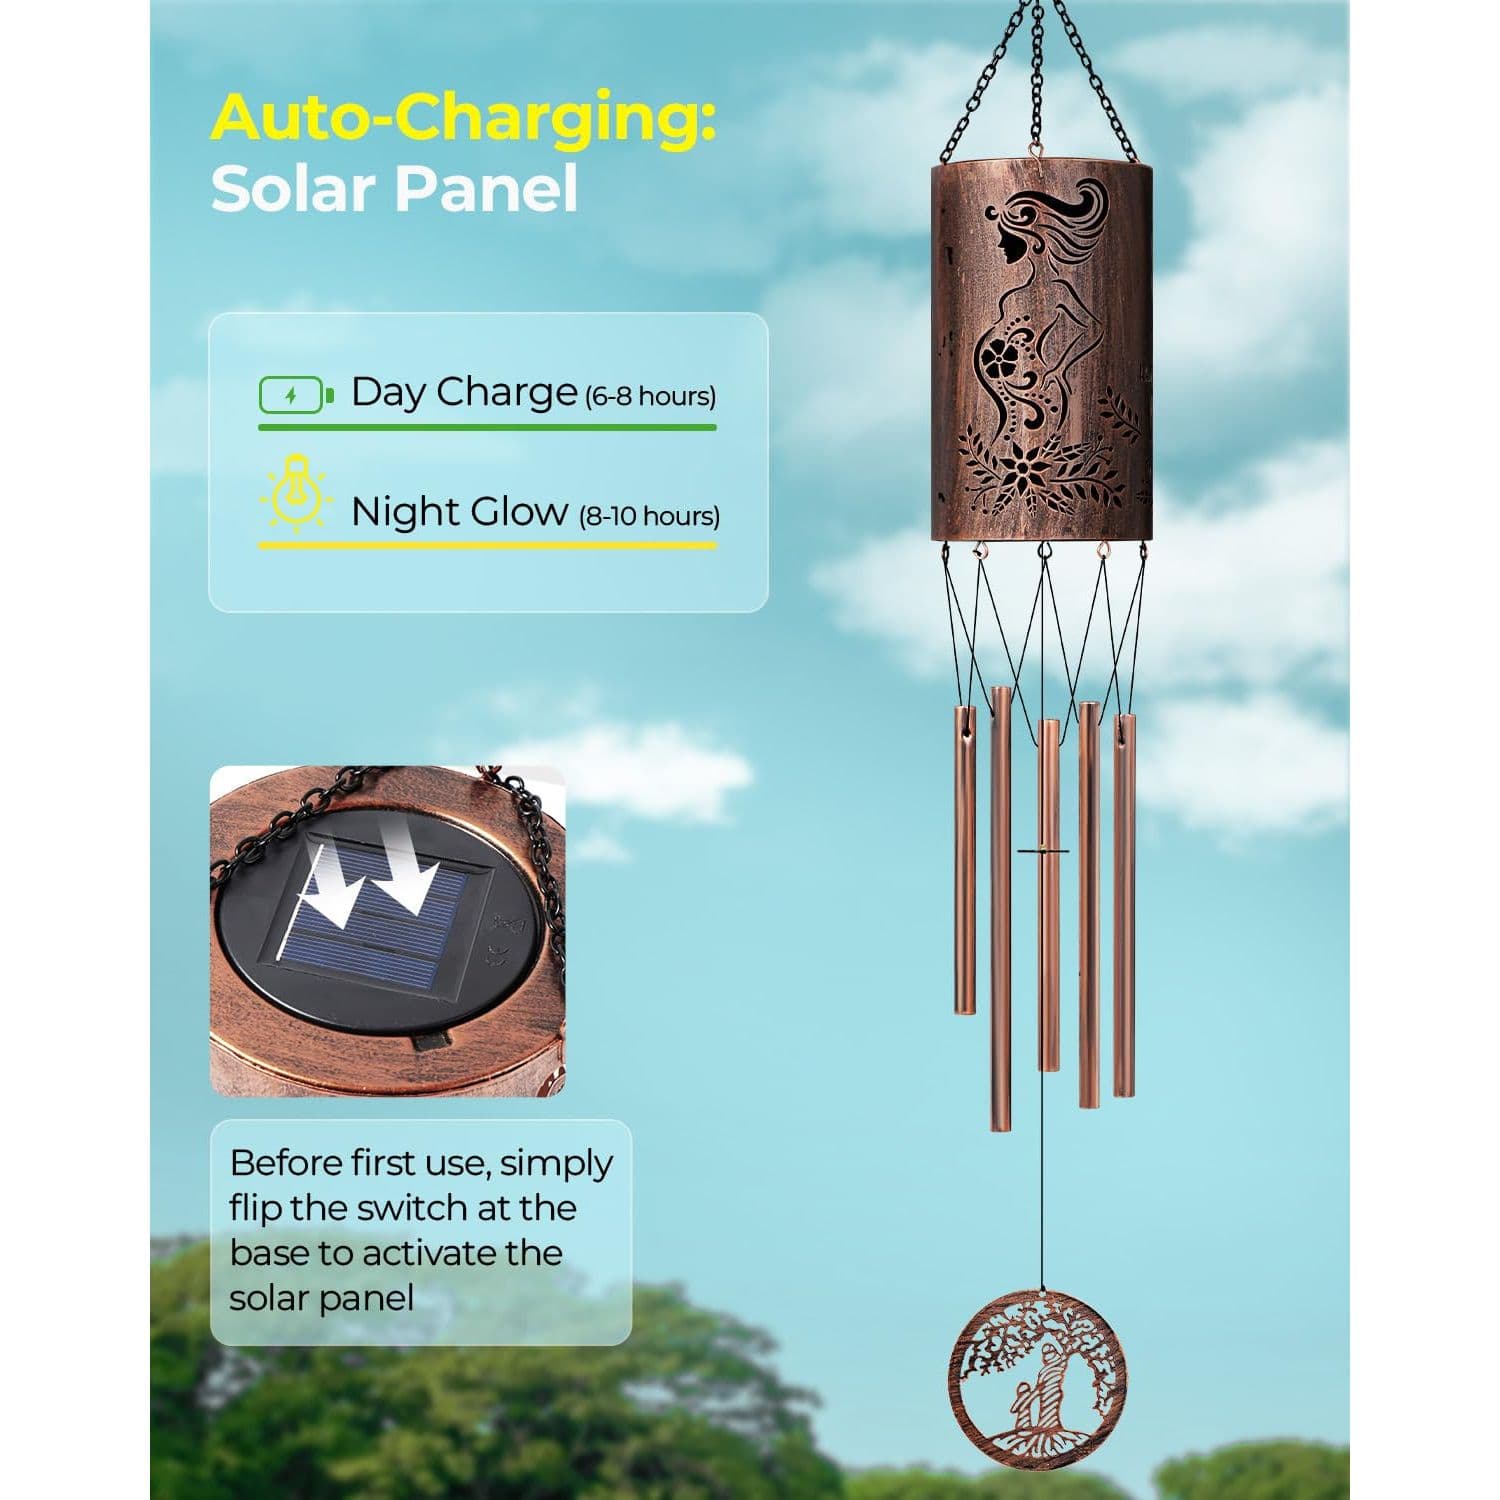 Auto-Charging:
Solar Panel
Day Charge (6-8 hours)
Night Glow (8-10 hours)
Before first use, simply
flip the switch at the
base to activate the
solar panel